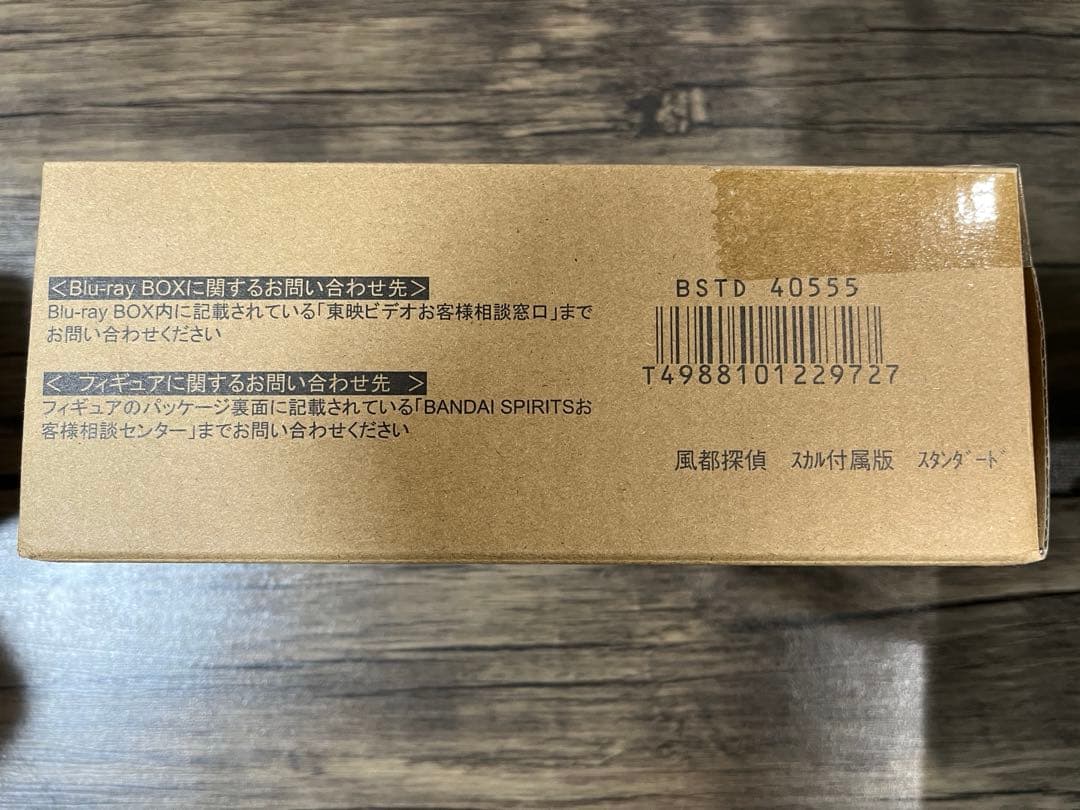 ＜Blu-ray BOXに関するお問い合わせ先＞
Blu-ray BOX内に記載されている「東映ビデオお客様相談窓口」まで
お問い合わせください
＜ フィギュアに関するお問い合わせ先 ＞
フィギュアのパッケージ裏面に記載されている「BANDAI SPIRITSお
客様相談センター」までお問い合わせください
BSTD 40555
T4988101229727
風都探偵 ｽｶﾙ付属版 ｽﾀﾝﾀﾞｰﾄﾞ